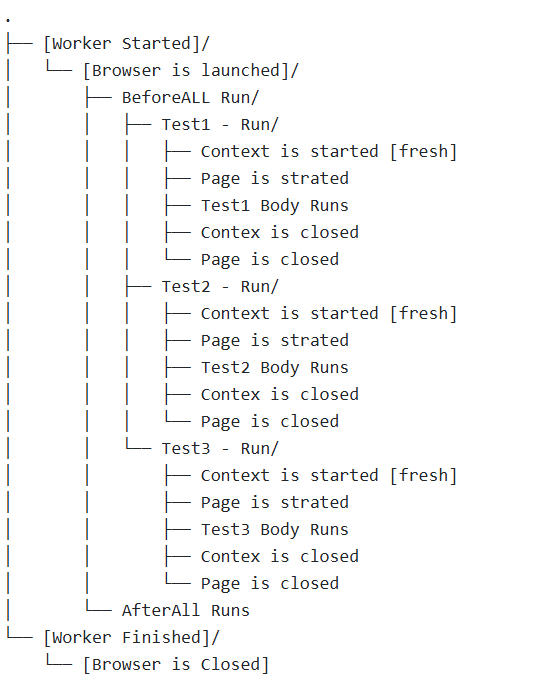 .
├── [Worker Started]/
│   └── [Browser is launched]/
│       ├── BeforeALL Run/
│       │   ├── Test1 - Run/
│       │   │   ├── Context is started [fresh]
│       │   │   ├── Page is strated
│       │   │   ├── Test1 Body Runs
│       │   │   ├── Contex is closed
│       │   │   └── Page is closed
│       │   ├── Test2 - Run/
│       │   │   ├── Context is started [fresh]
│       │   │   ├── Page is strated
│       │   │   ├── Test2 Body Runs
│       │   │   ├── Contex is closed
│       │   │   └── Page is closed
│       │   └── Test3 - Run/
│       │       ├── Context is started [fresh]
│       │       ├── Page is strated
│       │       ├── Test3 Body Runs
│       │       ├── Contex is closed
│       │       └── Page is closed
│       └── AfterAll Runs
└── [Worker Finished]/
    └── [Browser is Closed]